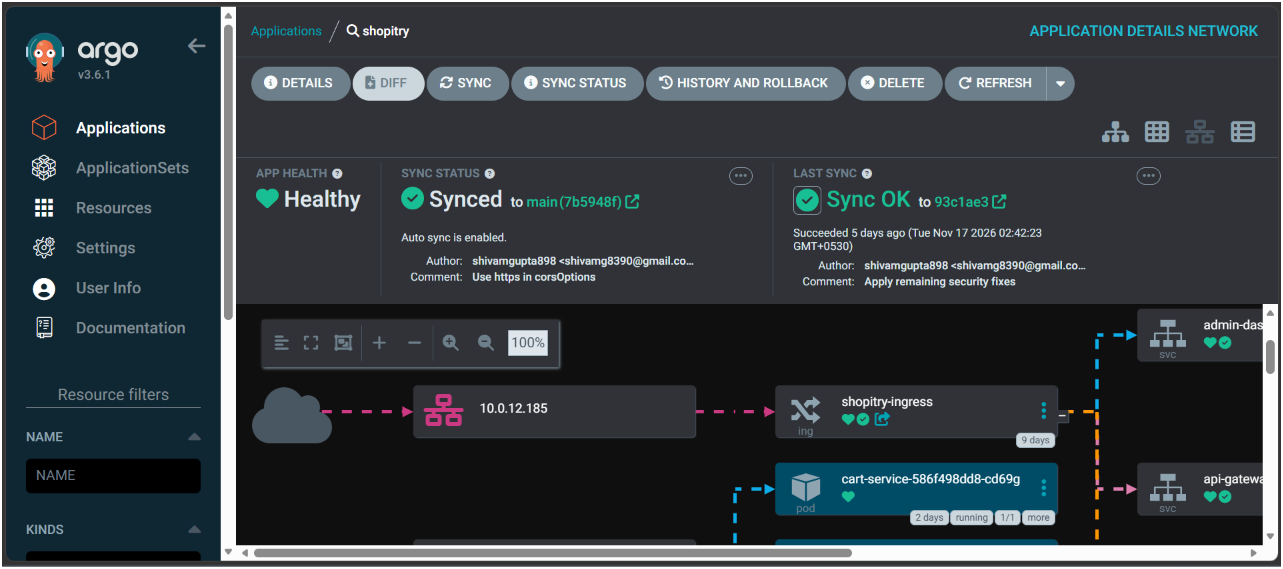 argo
v3.6.1
Applications
ApplicationSets
Resources
Settings
User Info
Documentation
Resource filters
NAME
NAME
KINDS
Applications / shopitry
APPLICATION DETAILS NETWORK
DETAILS
DIFF
SYNC
SYNC STATUS
HISTORY AND ROLLBACK
DELETE
REFRESH
APP HEALTH
Healthy
SYNC STATUS
Synced to main (7b5948f)
Auto sync is enabled.
Author: shivamgupta898 <shivamg8390@gmail.co...
Comment: Use https in corsOptions
LAST SYNC
Sync OK to 93c1ae3
Succeeded 5 days ago (Tue Nov 17 2026 02:42:23
GMT+0530)
Author: shivamgupta898 <shivamg8390@gmail.co...
Comment: Apply remaining security fixes
100%
admin-das
svc
10.0.12.185
shopitry-ingress
ing
9 days
cart-service-586f498dd8-cd69g
pod
2 days
running
1/1
more
api-gatewa
svc